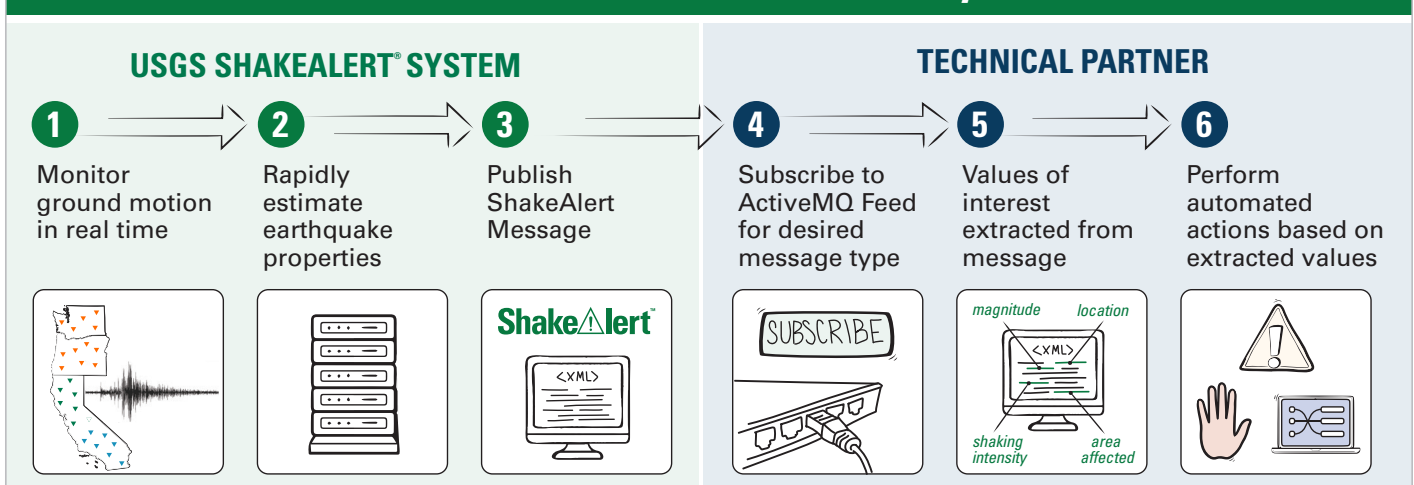 USGS SHAKEALERT® SYSTEM
1
Monitor
ground motion
in real time
2
Rapidly
estimate
earthquake
properties
3
Publish
ShakeAlert
Message
ShakeAlert™
<XML>
TECHNICAL PARTNER
4
Subscribe to
ActiveMQ Feed
for desired
message type
SUBSCRIBE
5
Values of
interest
extracted from
message
magnitude
location
<XML>
shaking
intensity
area
affected
6
Perform
automated
actions based on
extracted values